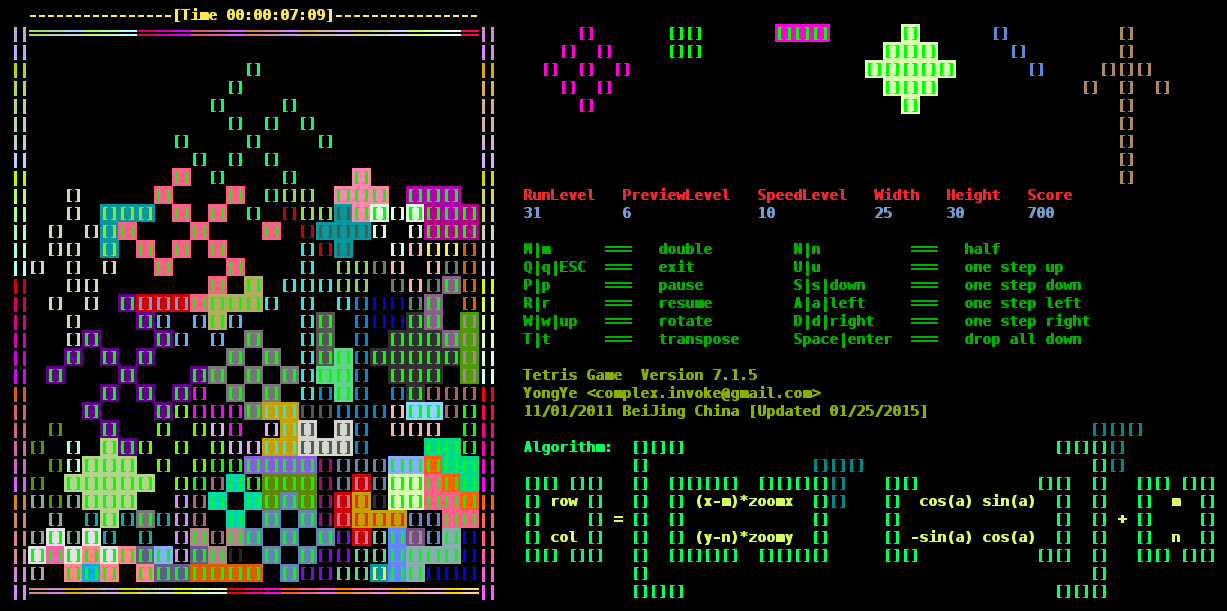 [Time 00:00:07:09]
RunLevel PreviewLevel SpeedLevel Width Height Score
31 6 10 25 30 700
M|m === double N|n === half
Q|q|ESC === exit U|u === one step up
P|p === pause S|s|down === one step down
R|r === resume A|a|left === one step left
W|w|up === rotate D|d|right === one step right
T|t === transpose Space|enter === drop all down
Tetris Game Version 7.1.5
YongYe <complex.invoke@gmail.com>
11/01/2011 BeiJing China [Updated 01/25/2015]
Algorithm:
row (x-m)*zoomx cos(a) sin(a) m
= +
col (y-n)*zoomy -sin(a) cos(a) n